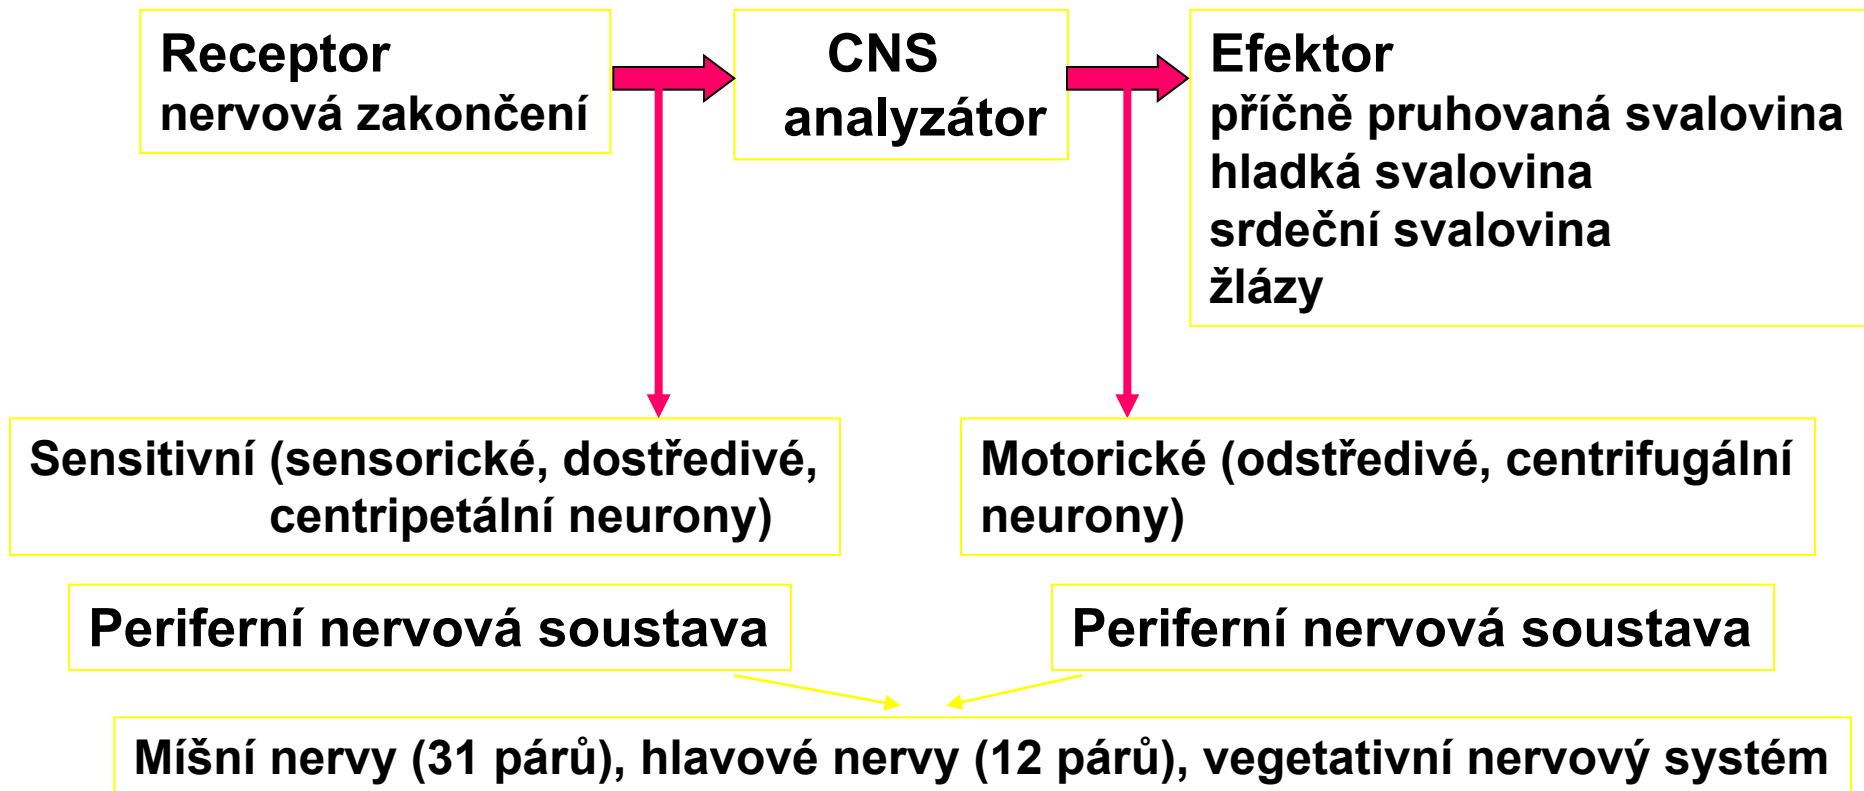 Receptor
nervová zakončení
CNS
analyzátor
Efektor
příčně pruhovaná svalovina
hladká svalovina
srdeční svalovina
žlázy
Sensitivní (sensorické, dostředivé,
centripetální neurony)
Motorické (odstředivé, centrifugální
neurony)
Periferní nervová soustava
Periferní nervová soustava
Míšní nervy (31 párů), hlavové nervy (12 párů), vegetativní nervový systém